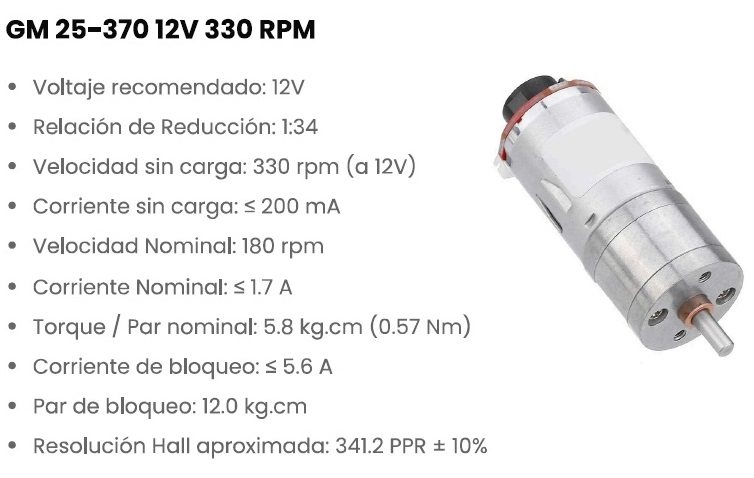 GM 25-370 12V 330 RPM
• Voltaje recomendado: 12V
• Relación de Reducción: 1:34
• Velocidad sin carga: 330 rpm (a 12V)
• Corriente sin carga: ≤ 200 mA
• Velocidad Nominal: 180 rpm
• Corriente Nominal: ≤ 1.7 A
• Torque / Par nominal: 5.8 kg.cm (0.57 Nm)
• Corriente de bloqueo: ≤ 5.6 A
• Par de bloqueo: 12.0 kg.cm
• Resolución Hall aproximada: 341.2 PPR ± 10%